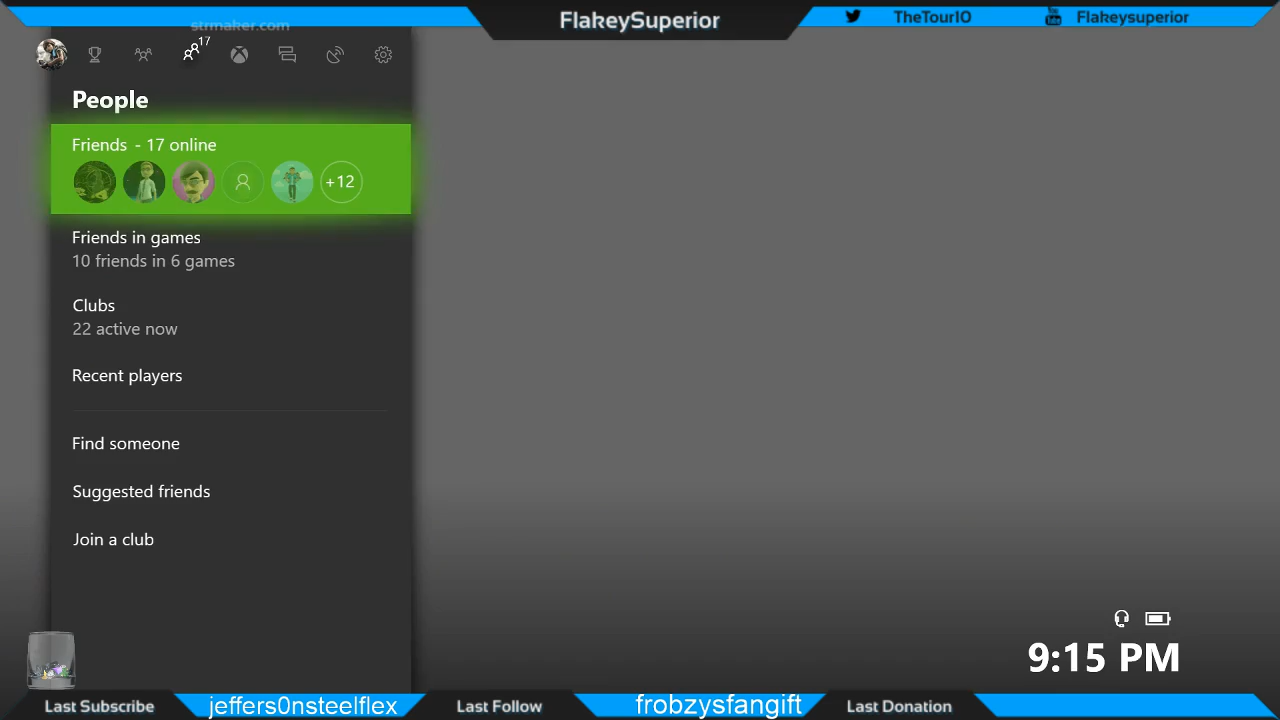 FlakeySuperior
TheTourIO
Flakeysuperior
strmaker.com
17
People
Friends - 17 online
+12
Friends in games
10 friends in 6 games
Clubs
22 active now
Recent players
Find someone
Suggested friends
Join a club
9:15 PM
Last Subscribe
jeffers0nsteelflex
Last Follow
frobzysfangift
Last Donation